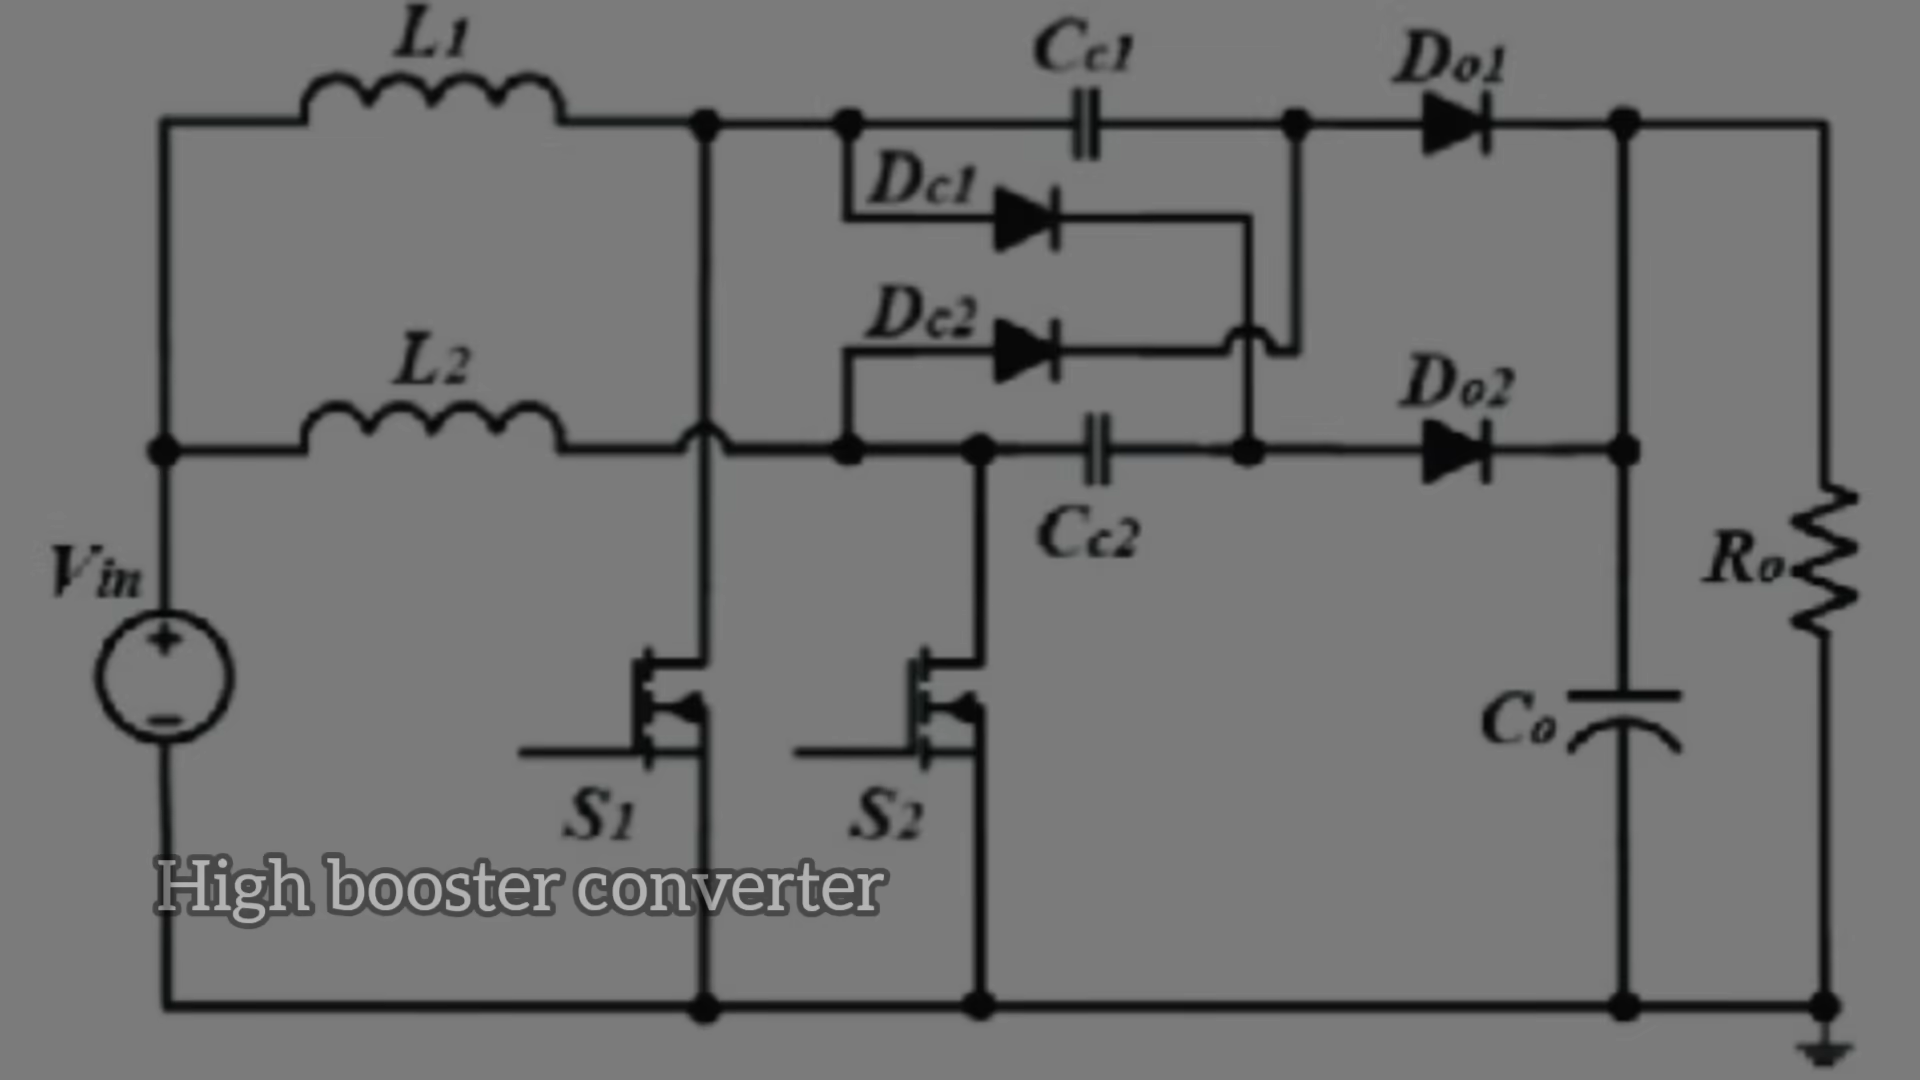 L1
Cc1
Do1
Dc1
Dc2
L2
Do2
Cc2
Vin
+
−
Ro
Co
S1
S2
High booster converter